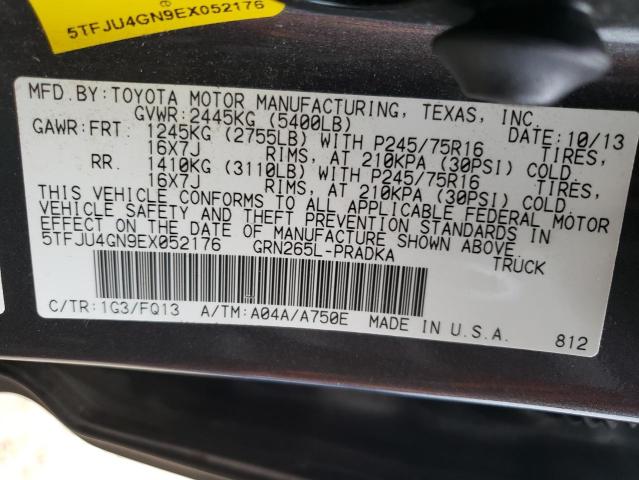 5TFJU4GN9EX052176
MFD.BY:TOYOTA MOTOR MANUFACTURING, TEXAS, INC.
GVWR:2445KG (5400LB) DATE:10/13
GAWR:FRT: 1245KG (2755LB) WITH P245/75R16 TIRES,
16X7J RIMS, AT 210KPA (30PSI) COLD.
RR. 1410KG (3110LB) WITH P245/75R16 TIRES,
16X7J RIMS, AT 210KPA (30PSI) COLD.
THIS VEHICLE CONFORMS TO ALL APPLICABLE FEDERAL MOTOR
VEHICLE SAFETY AND THEFT PREVENTION STANDARDS IN
EFFECT ON THE DATE OF MANUFACTURE SHOWN ABOVE.
5TFJU4GN9EX052176 GRN265L-PRADKA TRUCK
C/TR:1G3/FQ13 A/TM:A04A/A750E MADE IN U.S.A. 812